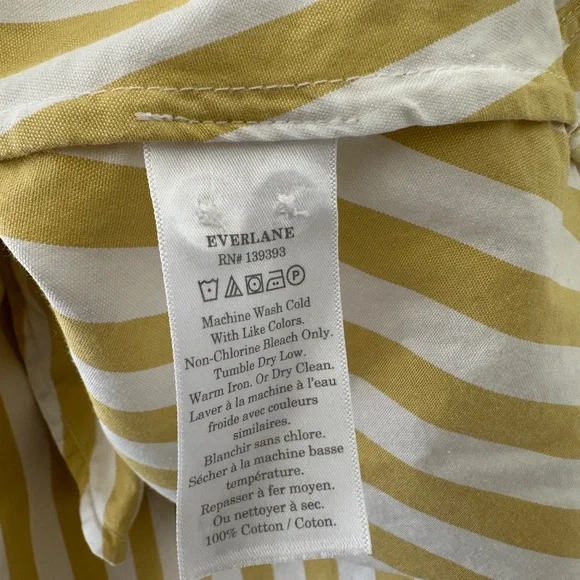 EVERLANE
RN# 139393
P
Machine Wash Cold
With Like Colors.
Non-Chlorine Bleach Only.
Tumble Dry Low.
Warm Iron. Or Dry Clean.
Laver à la machine à l'eau
froide avec couleurs
similaires.
Blanchir sans chlore.
Sécher à la machine basse
température.
Repasser à fer moyen.
Ou nettoyer à sec.
100% Cotton / Coton.